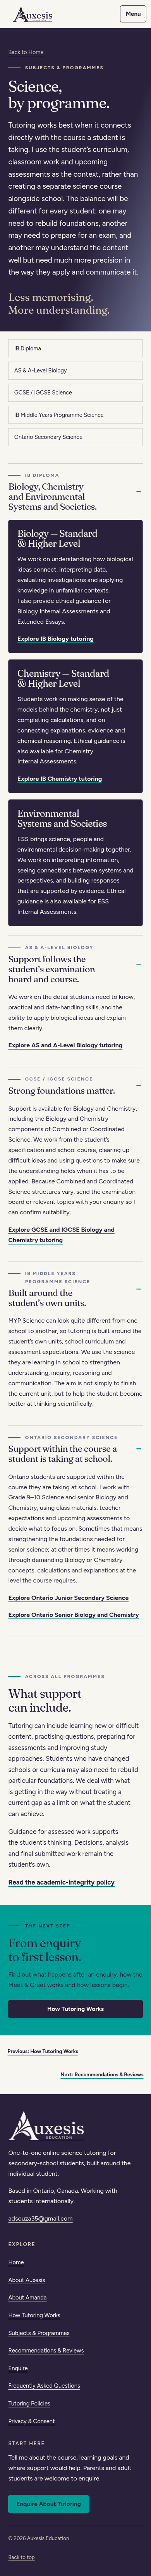 Auxesis
Menu
Back to Home
SUBJECTS & PROGRAMMES
Science,
by programme.
Tutoring works best when it connects
directly with the course a student is
taking. I use the student's curriculum,
classroom work and upcoming
assessments as the context, rather than
creating a separate science course
alongside school. The balance will be
different for every student: one may
need to rebuild foundations, another
may need to prepare for an exam, and
another may understand the content
well but need much more precision in
the way they apply and communicate it.
Less memorising.
More understanding.
IB Diploma
AS & A-Level Biology
GCSE / IGCSE Science
IB Middle Years Programme Science
Ontario Secondary Science
IB DIPLOMA
Biology, Chemistry
and Environmental
Systems and Societies.
Biology — Standard
& Higher Level
We work on understanding how biological
ideas connect, interpreting data,
evaluating investigations and applying
knowledge in unfamiliar contexts.
I also provide ethical guidance for
Biology Internal Assessments and
Extended Essays.
Explore IB Biology tutoring
Chemistry — Standard
& Higher Level
Students work on making sense of the
models behind the chemistry, not just
completing calculations, and on
connecting explanations, evidence and
chemical reasoning. Ethical guidance is
also available for Chemistry
Internal Assessments.
Explore IB Chemistry tutoring
Environmental
Systems and Societies
ESS brings science, people and
environmental decision-making together.
We work on interpreting information,
seeing connections between systems and
perspectives, and building responses
that are supported by evidence. Ethical
guidance is also available for ESS
Internal Assessments.
AS & A-LEVEL BIOLOGY
Support follows the
student's examination
board and course.
We work on the detail students need to know,
practical and data-handling skills, and the
ability to apply biological ideas and explain
them clearly.
Explore AS and A-Level Biology tutoring
GCSE / IGCSE SCIENCE
Strong foundations matter.
Support is available for Biology and Chemistry,
including the Biology and Chemistry
components of Combined or Coordinated
Science. We work from the student's
specification and school course, clearing up
difficult ideas and using questions to make sure
the understanding holds when it has to be
applied. Because Combined and Coordinated
Science structures vary, send the examination
board or relevant topics with your enquiry so I
can confirm suitability.
Explore GCSE and IGCSE Biology and
Chemistry tutoring
IB MIDDLE YEARS
PROGRAMME SCIENCE
Built around the
student's own units.
MYP Science can look quite different from one
school to another, so tutoring is built around the
student's own units, school curriculum and
assessment expectations. We use the science
they are learning in school to strengthen
understanding, inquiry, reasoning and
communication. The aim is not simply to finish
the current unit, but to help the student become
better at thinking scientifically.
ONTARIO SECONDARY SCIENCE
Support within the course a
student is taking at school.
Ontario students are supported within the
course they are taking at school. I work with
Grade 9–10 Science and senior Biology and
Chemistry, using class materials, teacher
expectations and upcoming assessments to
decide what to focus on. Sometimes that means
strengthening the foundations needed for
senior science; at other times it means working
through demanding Biology or Chemistry
concepts, calculations and explanations at the
level the course requires.
Explore Ontario Junior Secondary Science
Explore Ontario Senior Biology and Chemistry
ACROSS ALL PROGRAMMES
What support
can include.
Tutoring can include learning new or difficult
content, practising questions, preparing for
assessments and improving study
approaches. Students who have changed
schools or curricula may also need to rebuild
particular foundations. We deal with what
is getting in the way without treating a
current gap as a limit on what the student
can achieve.
Guidance for assessed work supports
the student's thinking. Decisions, analysis
and final submitted work remain the
student's own.
Read the academic-integrity policy
THE NEXT STEP
From enquiry
to first lesson.
Find out what happens after an enquiry, how the
Meet & Greet works and how lessons begin.
How Tutoring Works
Previous: How Tutoring Works
Next: Recommendations & Reviews
Auxesis
EDUCATION
One-to-one online science tutoring for
secondary-school students, built around the
individual student.
Based in Ontario, Canada. Working with
students internationally.
adsouza35@gmail.com
EXPLORE
Home
About Auxesis
About Amanda
How Tutoring Works
Subjects & Programmes
Recommendations & Reviews
Enquire
Frequently Asked Questions
Tutoring Policies
Privacy & Consent
START HERE
Tell me about the course, learning goals and
where support would help. Parents and adult
students are welcome to enquire.
Enquire About Tutoring
© 2026 Auxesis Education
Back to top